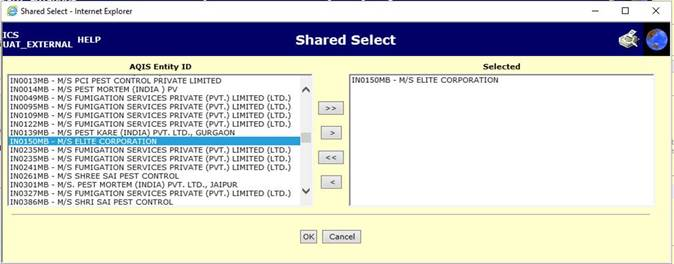 Shared Select - Internet Explorer
ICS
UAT_EXTERNAL HELP
Shared Select
AQIS Entity ID
IN0013MB - M/S PCI PEST CONTROL PRIVATE LIMITED
IN0014MB - M/S PEST MORTEM (INDIA ) PV
IN0049MB - M/S FUMIGATION SERVICES PRIVATE (PVT.) LIMITED (LTD.)
IN0095MB - M/S FUMIGATION SERVICES PRIVATE (PVT.) LIMITED (LTD.)
IN0109MB - M/S FUMIGATION SERVICES PRIVATE (PVT.) LIMITED (LTD.)
IN0122MB - M/S FUMIGATION SERVICES PRIVATE (PVT.) LIMITED (LTD.)
IN0139MB - M/S PEST KARE (INDIA) PVT. LTD., GURGAON
IN0150MB - M/S ELITE CORPORATION
IN0235MB - M/S FUMIGATION SERVICES PRIVATE (PVT.) LIMITED (LTD.)
IN0235MB - M/S FUMIGATION SERVICES PRIVATE (PVT.) LIMITED (LTD.)
IN0241MB - M/S FUMIGATION SERVICES PRIVATE (PVT.) LIMITED (LTD.)
IN0261MB - M/S SHREE SAI PEST CONTROL
IN0301MB - M/S. PEST MORTEM (INDIA) PVT. LTD., JAIPUR
IN0327MB - M/S FUMIGATION SERVICES PRIVATE (PVT.) LIMITED (LTD.)
IN0386MB - M/S SHRI SAI PEST CONTROL
>>
>
<<
<
Selected
IN0150MB - M/S ELITE CORPORATION
OK Cancel